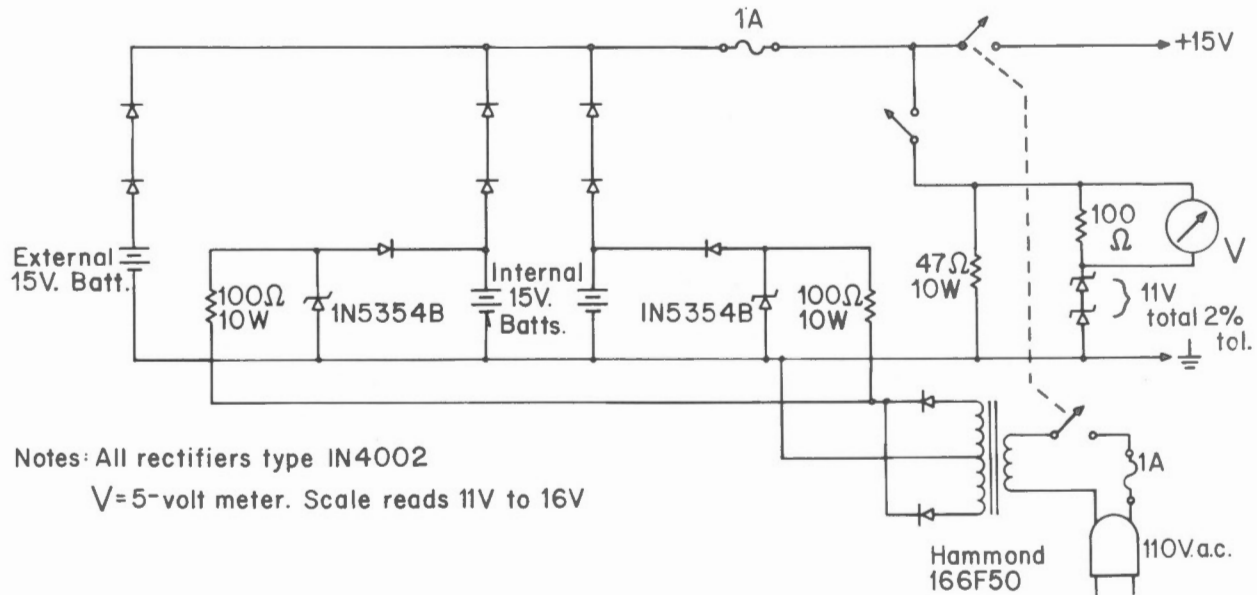 1A
+15V
External
15V. Batt.
100Ω
10W
1N5354B
Internal
15V.
Batts.
IN5354B
100Ω
10W
47Ω
10W
100
Ω
V
11V
total 2%
tol.
Notes: All rectifiers type IN4002
V=5-volt meter. Scale reads 11V to 16V
1A
Hammond
166F50
110V.a.c.